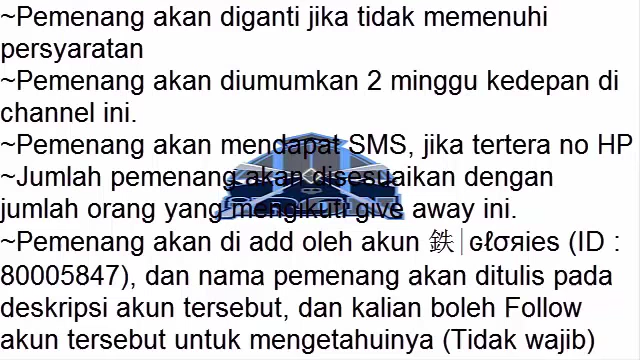 ~Pemenang akan diganti jika tidak memenuhi
persyaratan
~Pemenang akan diumumkan 2 minggu kedepan di
channel ini.
~Pemenang akan mendapat SMS, jika tertera no HP
~Jumlah pemenang akan disesuaikan dengan
jumlah orang yang mengikuti give away ini.
~Pemenang akan di add oleh akun 鉄│ɢℓσяies (ID :
80005847), dan nama pemenang akan ditulis pada
deskripsi akun tersebut, dan kalian boleh Follow
akun tersebut untuk mengetahuinya (Tidak wajib)